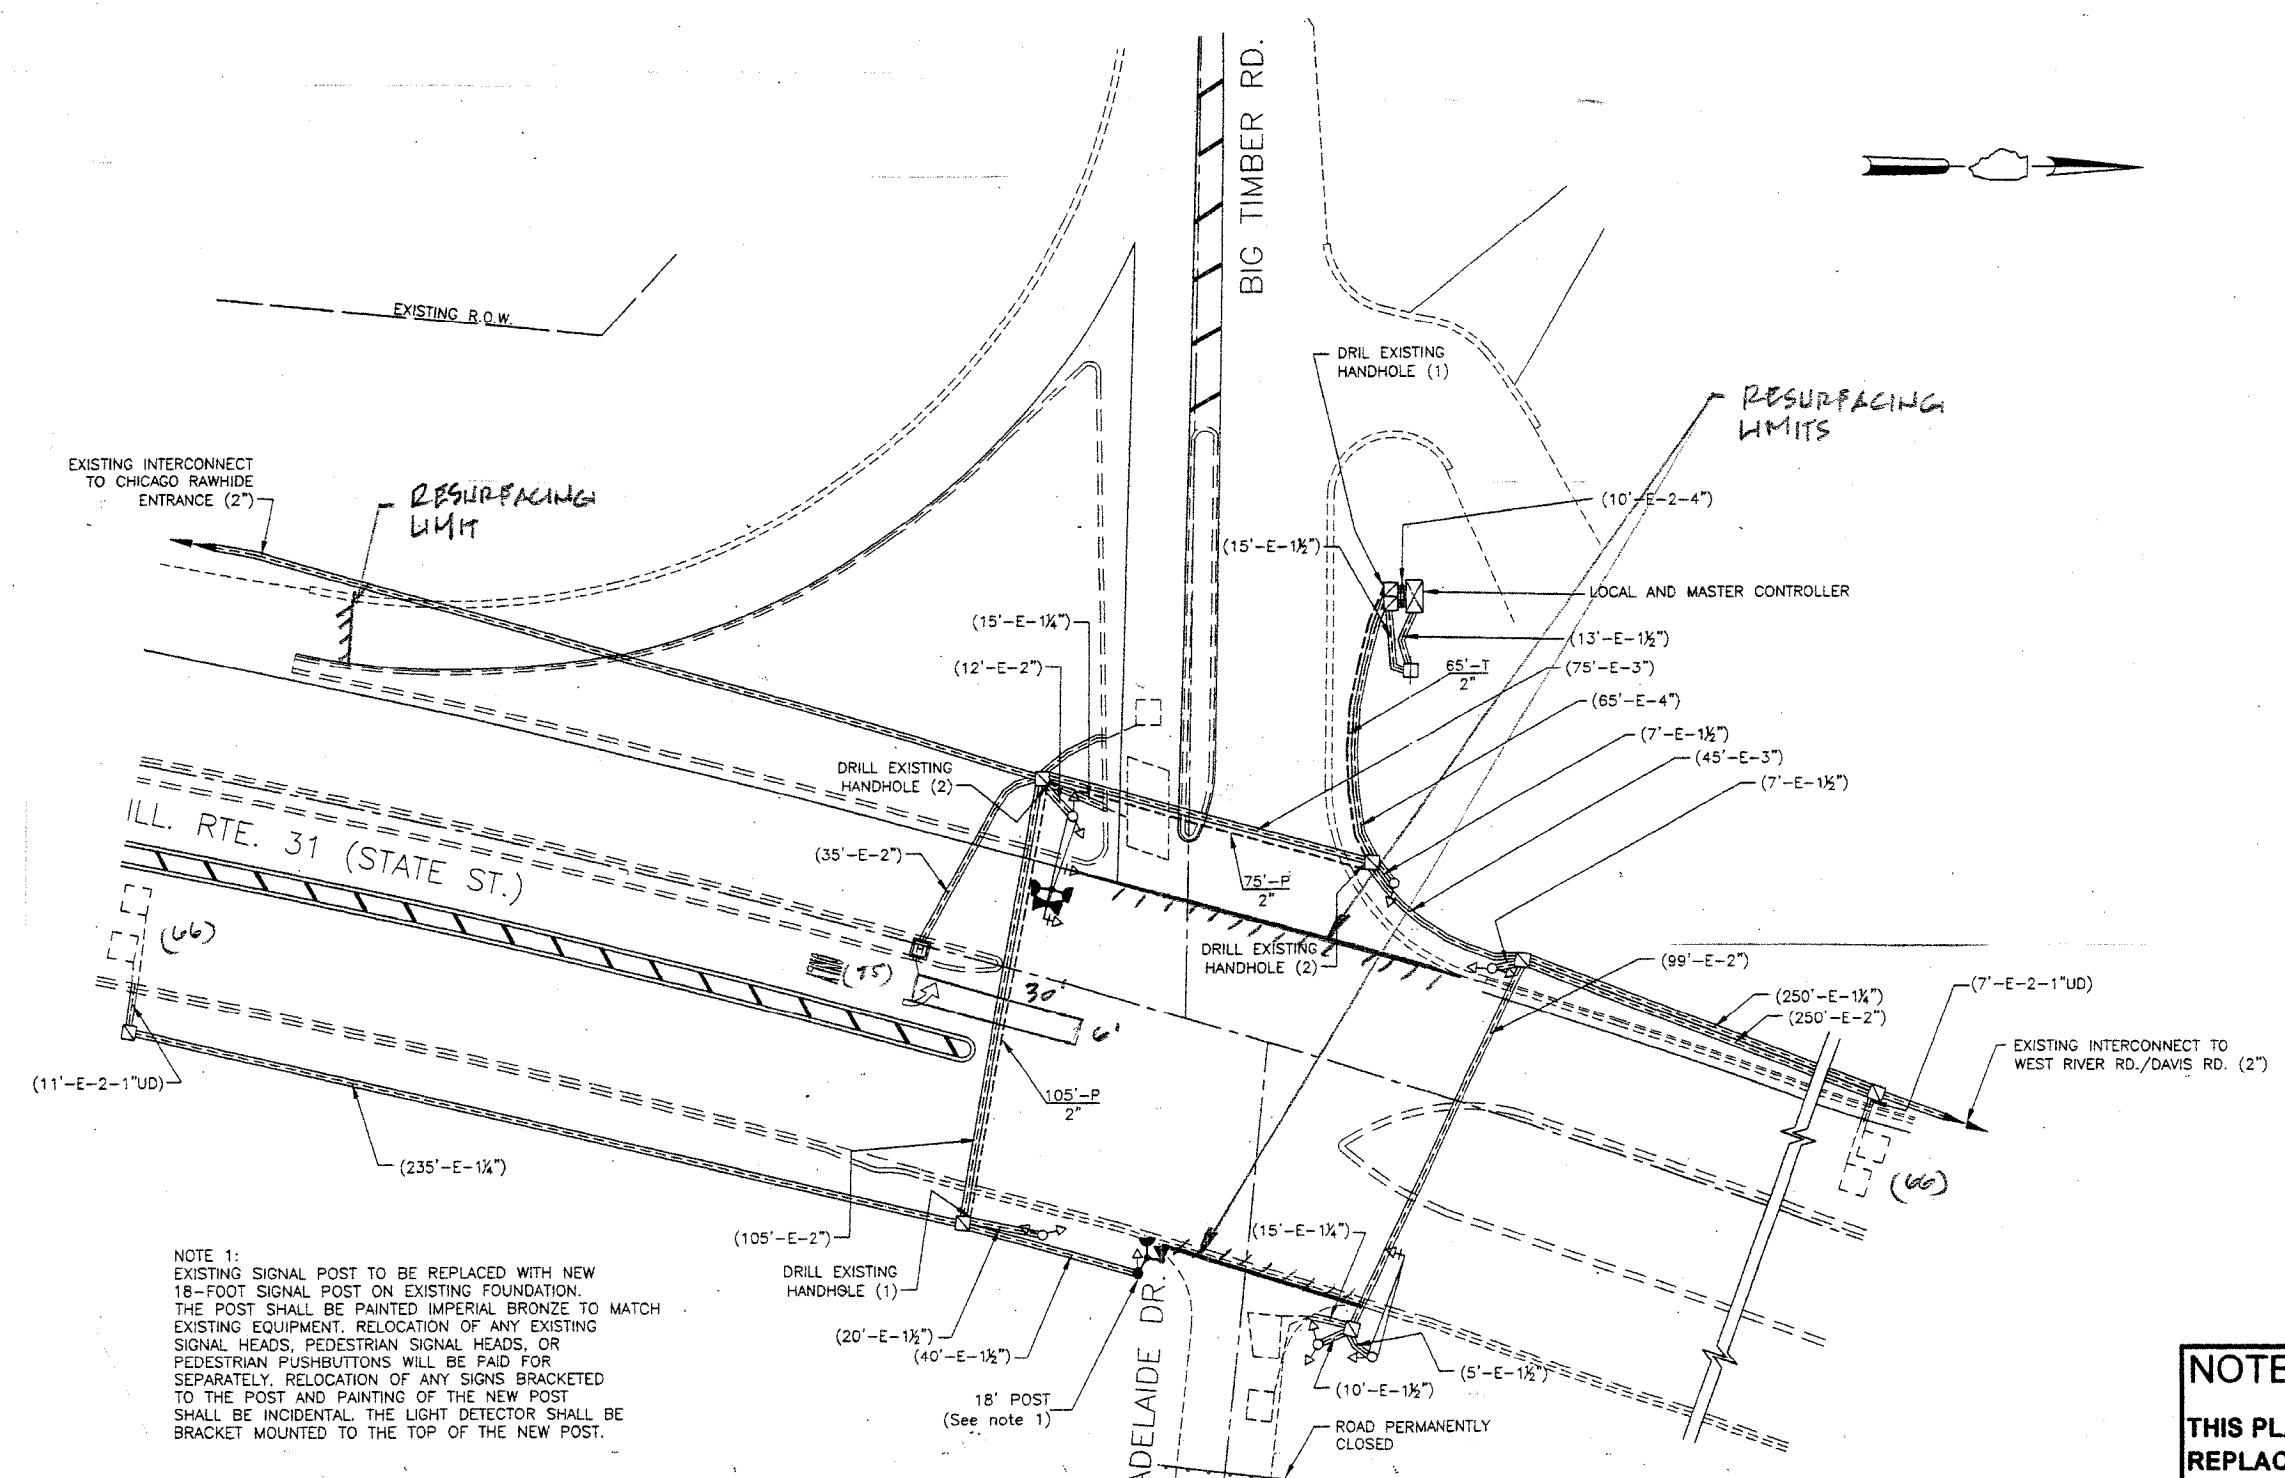 BIG TIMBER RD.
EXISTING R.O.W.
DRIL EXISTING
HANDHOLE (1)
RESURFACING
LIMITS
EXISTING INTERCONNECT
TO CHICAGO RAWHIDE
ENTRANCE (2")
RESURFACING
LIMIT
(10'-E-2-4")
(15'-E-1½")
LOCAL AND MASTER CONTROLLER
(15'-E-1¼")
(13'-E-1½")
(12'-E-2")
65'-T
2"
(75'-E-3")
(65'-E-4")
(7'-E-1½")
(45'-E-3")
(7'-E-1½")
DRILL EXISTING
HANDHOLE (2)
ILL. RTE. 31 (STATE ST.)
(35'-E-2")
75'-P
2"
(66)
DRILL EXISTING
HANDHOLE (2)
(99'-E-2")
30'
6'
(7'-E-2-1"UD)
(250'-E-1¼")
(250'-E-2")
EXISTING INTERCONNECT TO
WEST RIVER RD./DAVIS RD. (2")
(11'-E-2-1"UD)
105'-P
2"
(235'-E-1¼")
(66)
(105'-E-2")
(15'-E-1¼")
DRILL EXISTING
HANDHOLE (1)
(20'-E-1½")
(40'-E-1½")
(5'-E-1½")
(10'-E-1½")
18' POST
(See note 1)
ADELAIDE DR.
ROAD PERMANENTLY
CLOSED
NOTE 1:
EXISTING SIGNAL POST TO BE REPLACED WITH NEW
18-FOOT SIGNAL POST ON EXISTING FOUNDATION.
THE POST SHALL BE PAINTED IMPERIAL BRONZE TO MATCH
EXISTING EQUIPMENT. RELOCATION OF ANY EXISTING
SIGNAL HEADS, PEDESTRIAN SIGNAL HEADS, OR
PEDESTRIAN PUSHBUTTONS WILL BE PAID FOR
SEPARATELY. RELOCATION OF ANY SIGNS BRACKETED
TO THE POST AND PAINTING OF THE NEW POST
SHALL BE INCIDENTAL. THE LIGHT DETECTOR SHALL BE
BRACKET MOUNTED TO THE TOP OF THE NEW POST.
NOTE
THIS PL
REPLAC